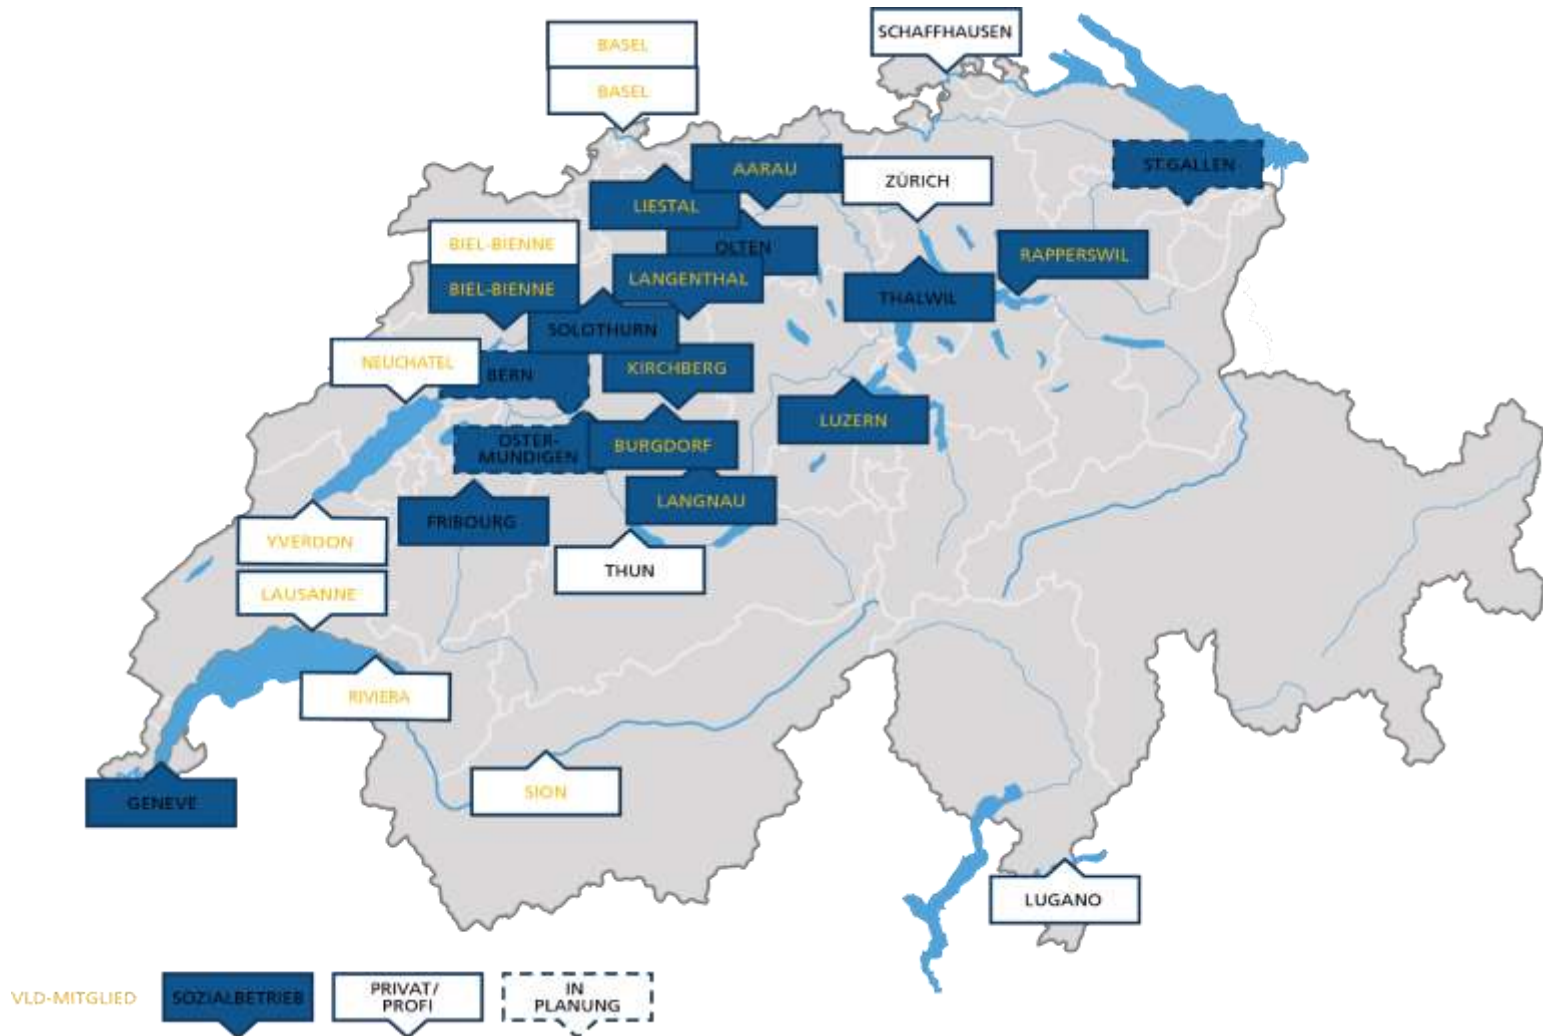 SCHAFFHAUSEN
BASEL
BASEL
AARAU
ZÜRICH
ST.GALLEN
LIESTAL
OLTEN
BIEL-BIENNE
RAPPERSWIL
LANGENTHAL
BIEL-BIENNE
THALWIL
SOLOTHURN
NEUCHATEL
BERN
KIRCHBERG
LUZERN
OSTER-
MUNDIGEN
BURGDORF
LANGNAU
FRIBOURG
YVERDON
THUN
LAUSANNE
RIVIERA
SION
GENEVE
LUGANO
VLD-MITGLIED
SOZIALBETRIEB
PRIVAT/
PROFI
IN
PLANUNG